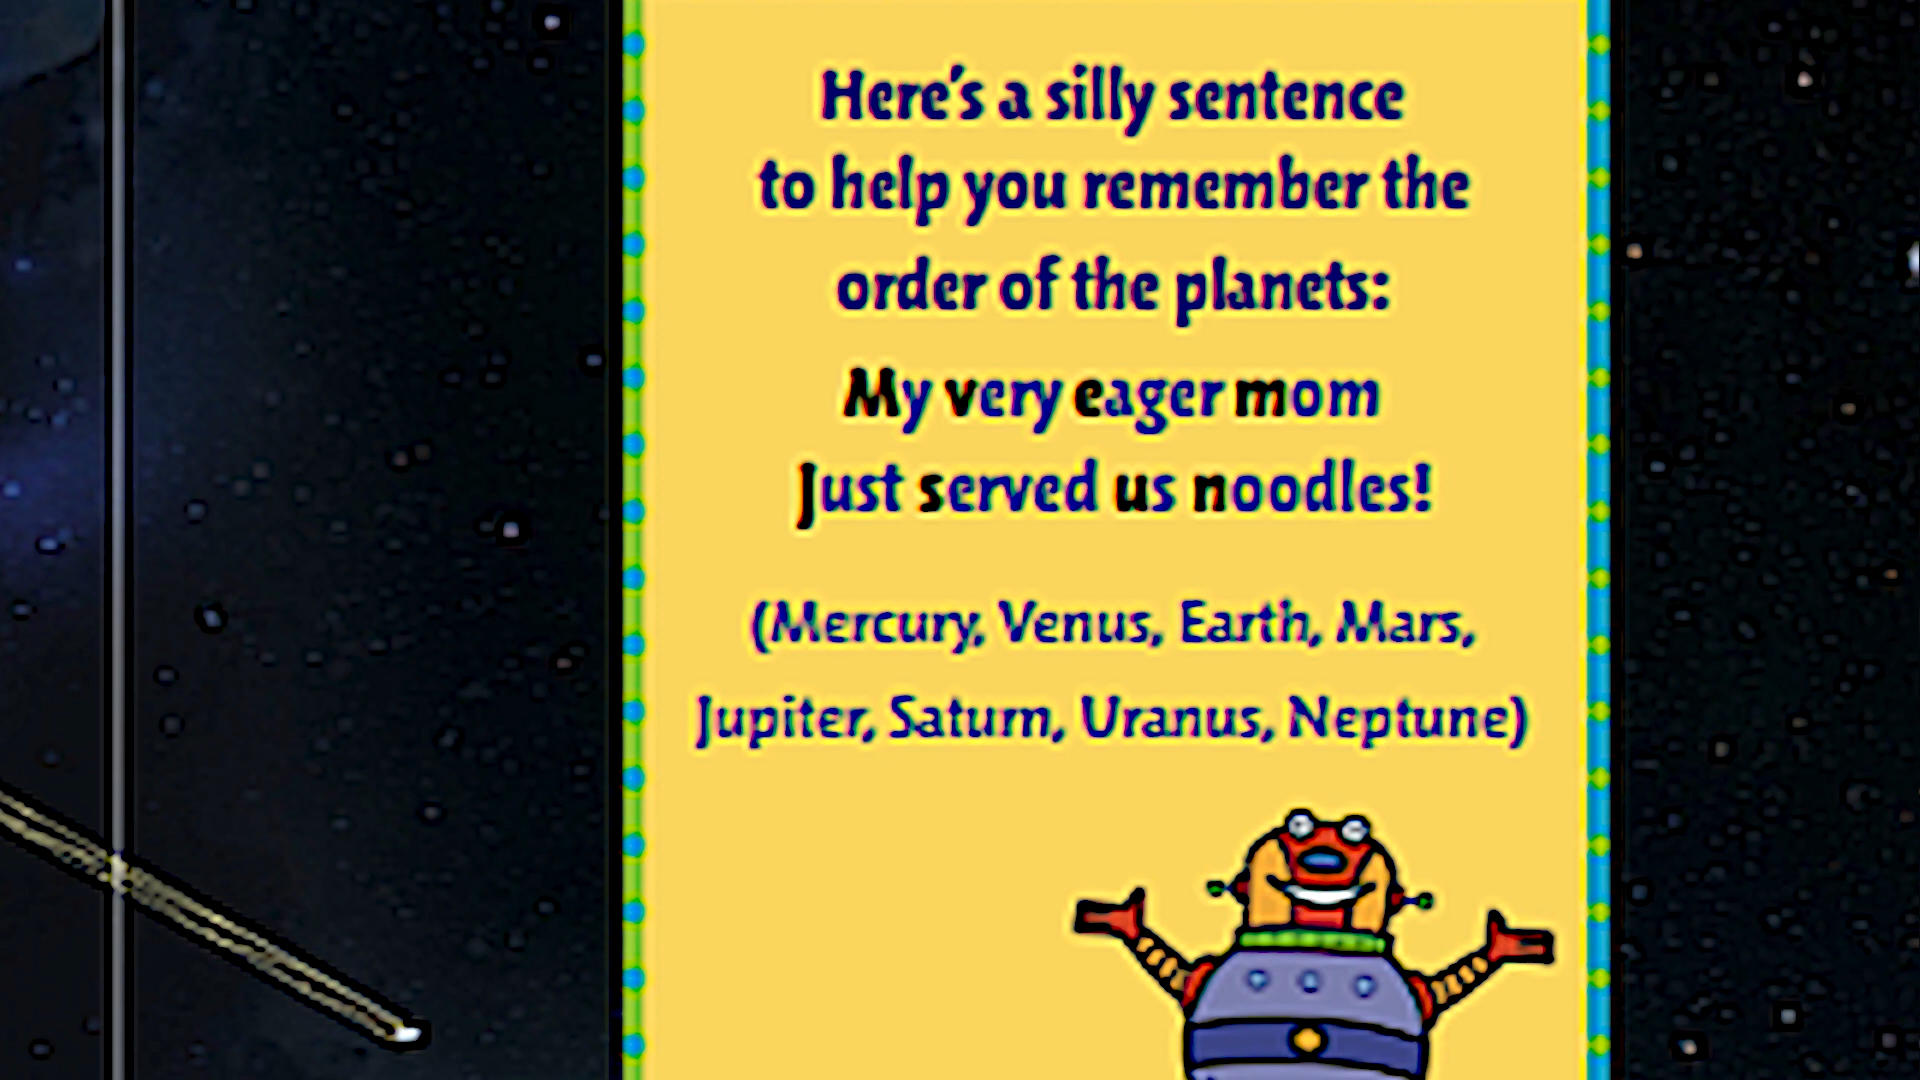 Here's a silly sentence
to help you remember the
order of the planets:
My very eager mom
Just served us noodles!
(Mercury, Venus, Earth, Mars,
Jupiter, Saturn, Uranus, Neptune)